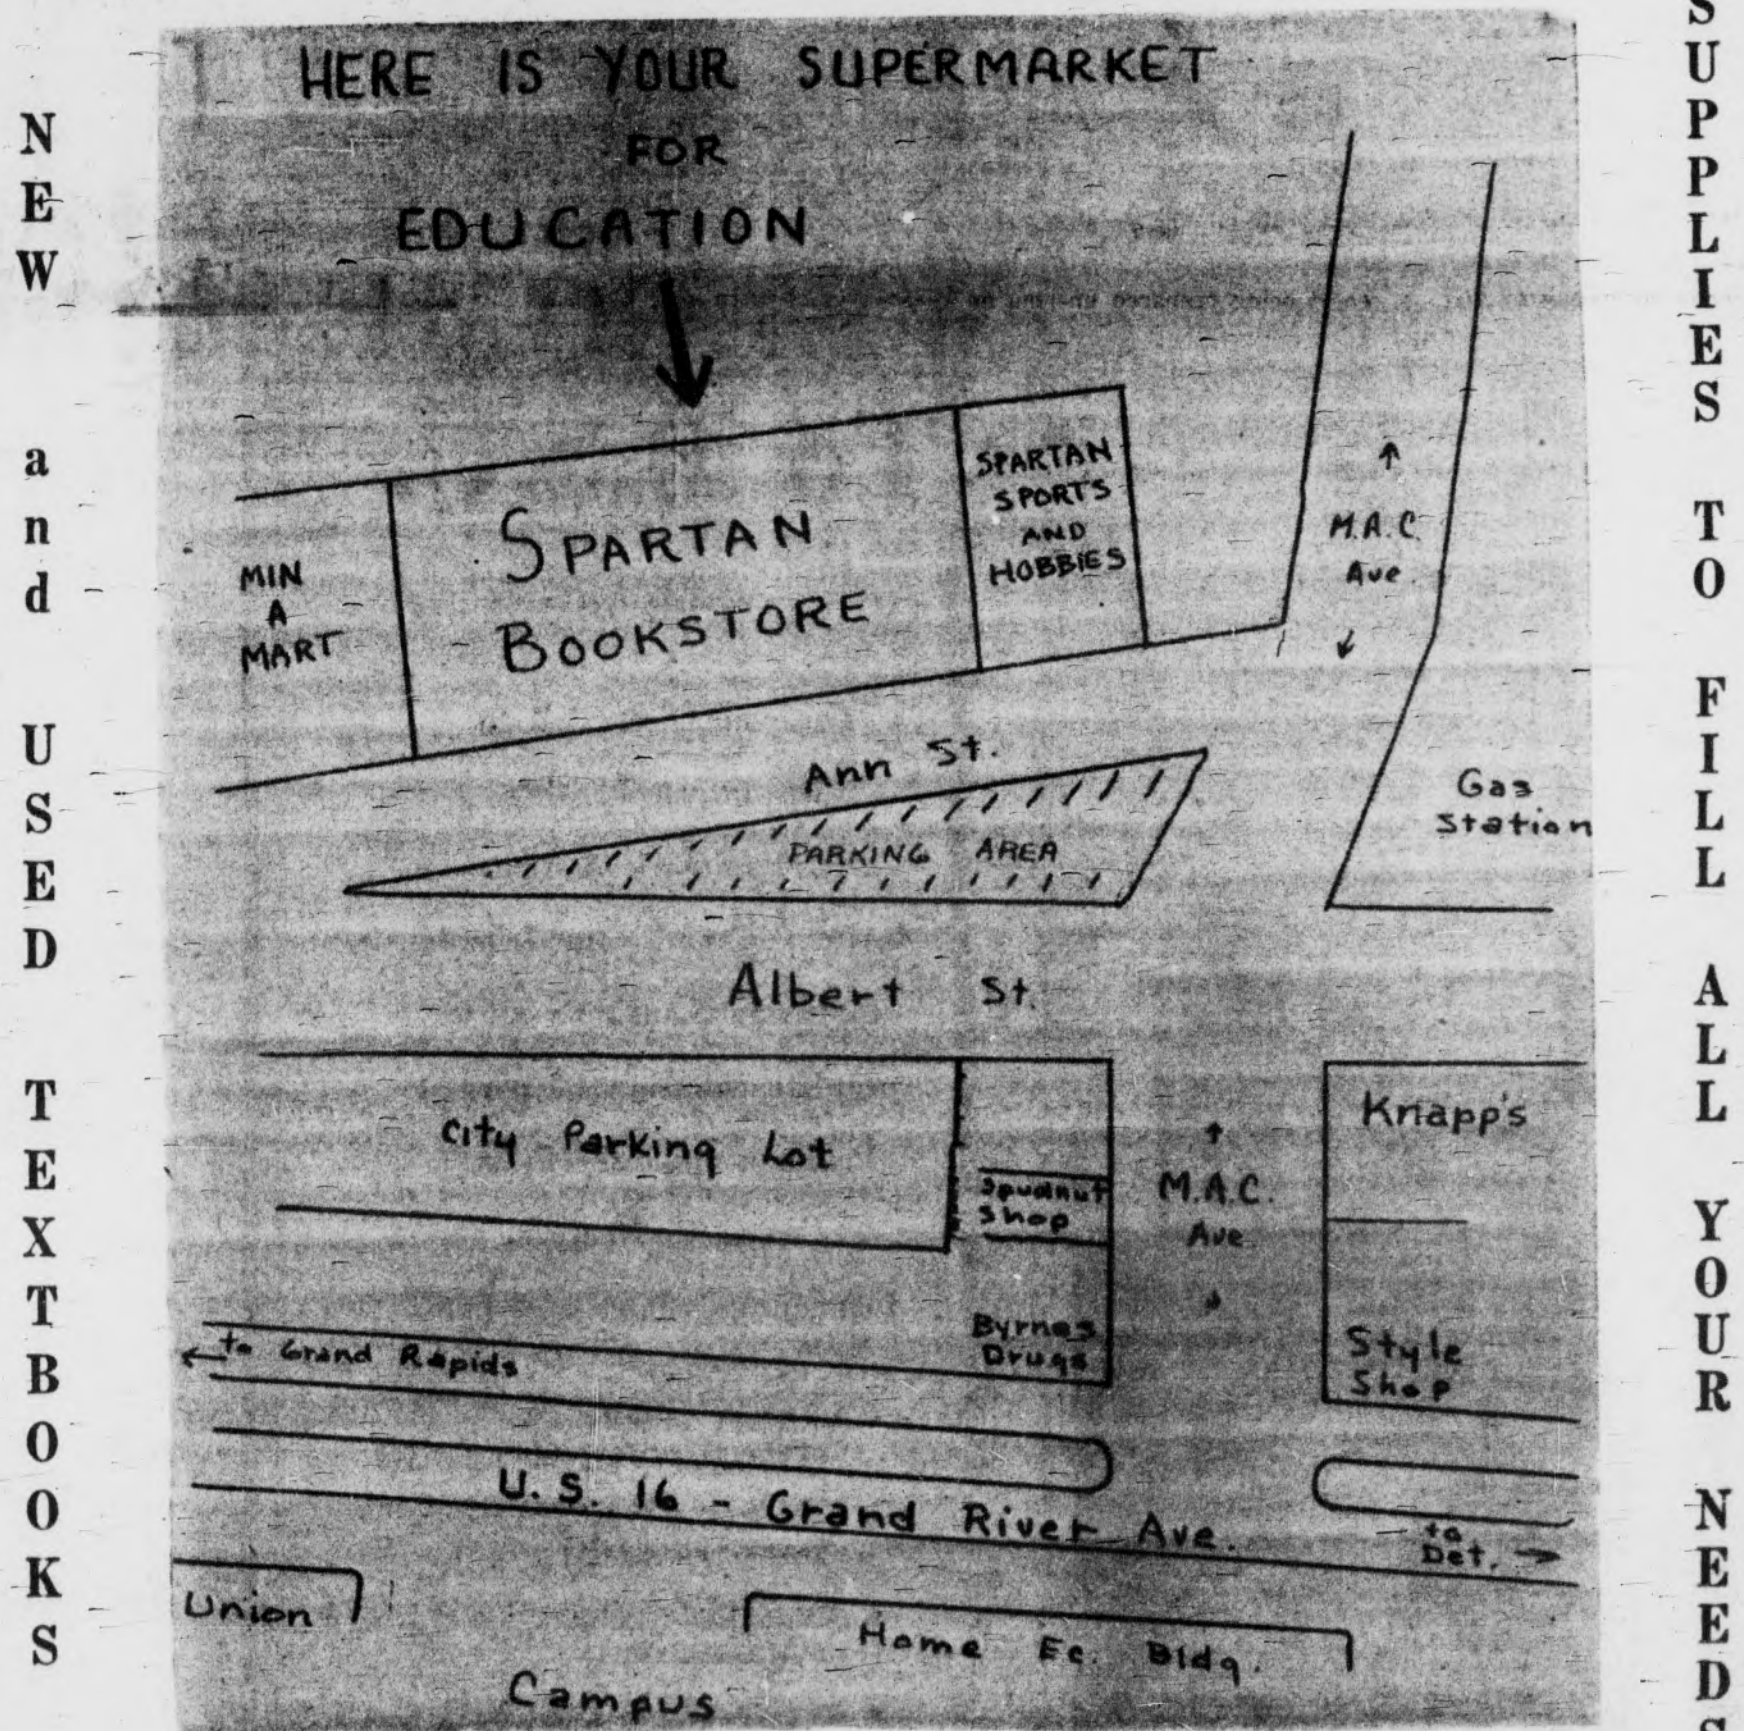 NEW and USED TEXTBOOKS
HERE IS YOUR SUPERMARKET
FOR
EDUCATION
MIN
A
MART
SPARTAN
BOOKSTORE
SPARTAN
SPORTS
AND
HOBBIES
M.A.C.
Ave.
Ann St.
PARKING AREA
Gas
Station
Albert St.
City Parking Lot
Spudnut
Shop
Byrnes
Drugs
M.A.C.
Ave
Knapp's
Style
Shop
to Grand Rapids
U.S. 16 - Grand River Ave.
to
Det.
Union
Home Ec. Bldg.
Campus
SUPPLIES TO FILL ALL YOUR NEEDS